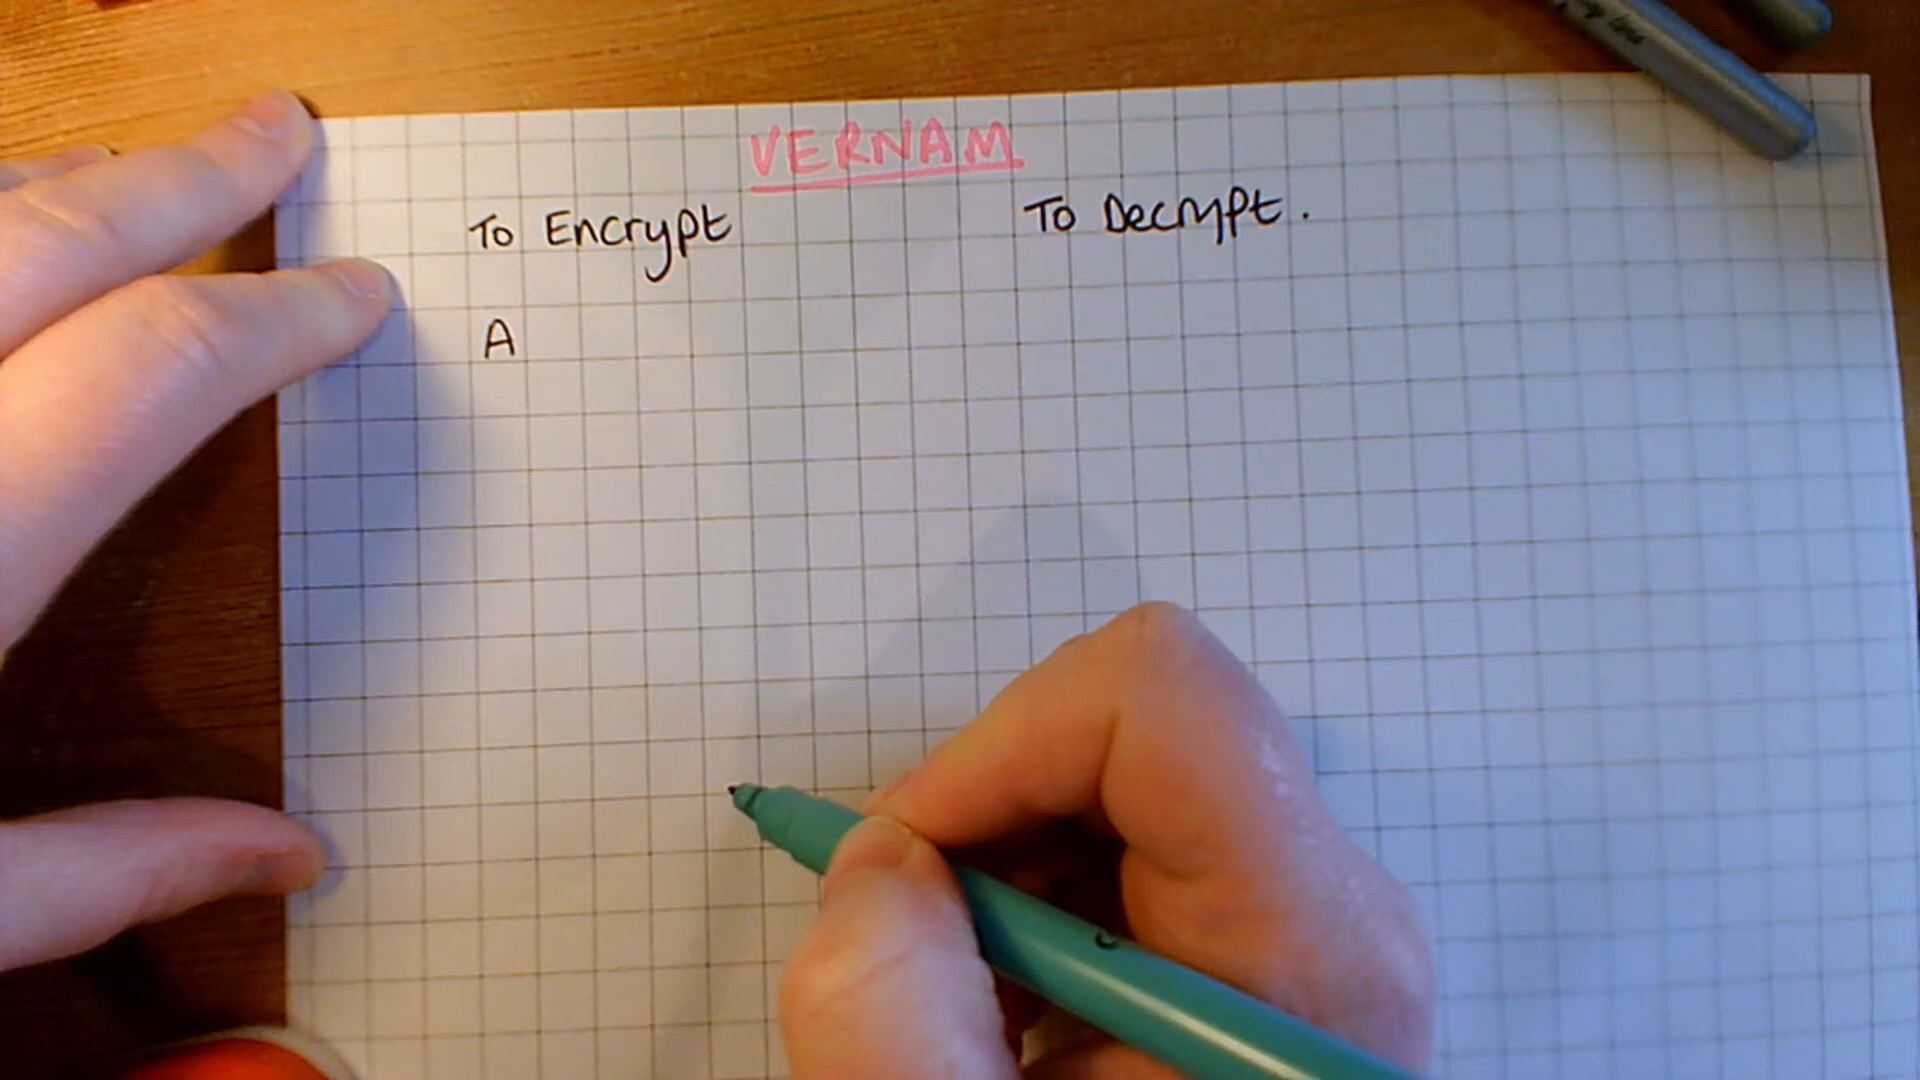 VERNAM
To Encrypt
To Decrypt.
A